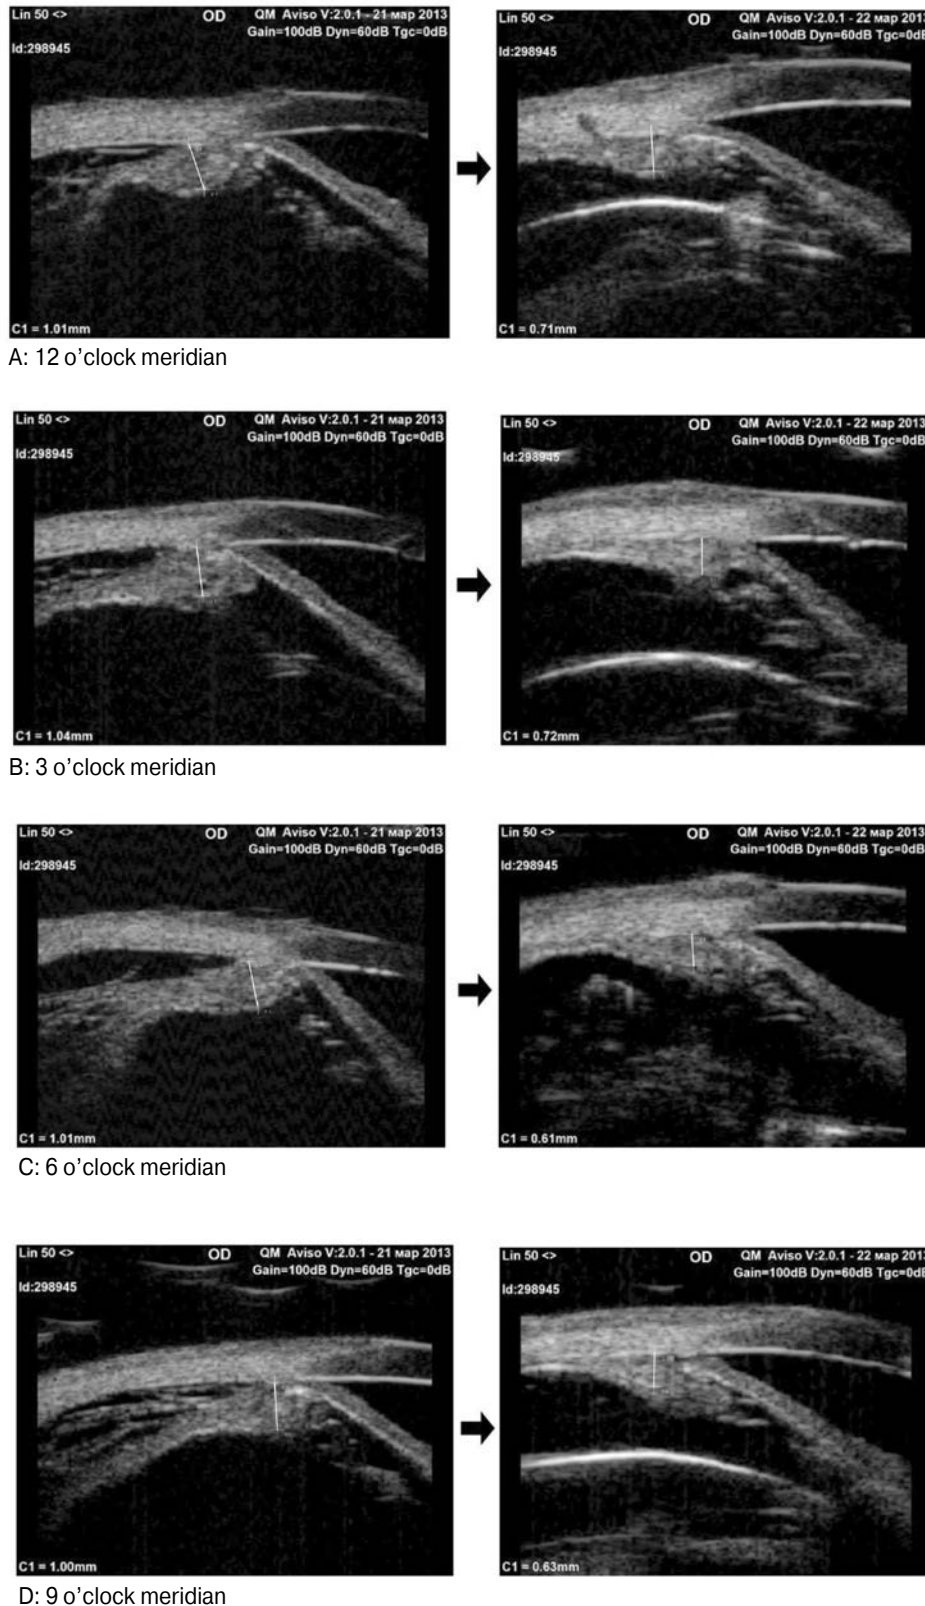 Lin 50 <> OD QM Aviso V:2.0.1 - 21 мар 2013
Gain=100dB Dyn=60dB Tgc=0dB
Id:298945
C1 = 1.01mm
Lin 50 <> OD QM Aviso V:2.0.1 - 22 мар 2013
Gain=100dB Dyn=60dB Tgc=0dB
Id:298945
C1 = 0.71mm
A: 12 o’clock meridian
Lin 50 <> OD QM Aviso V:2.0.1 - 21 мар 2013
Gain=100dB Dyn=60dB Tgc=0dB
Id:298945
C1 = 1.04mm
Lin 50 <> OD QM Aviso V:2.0.1 - 22 мар 2013
Gain=100dB Dyn=60dB Tgc=0dB
Id:298945
C1 = 0.72mm
B: 3 o’clock meridian
Lin 50 <> OD QM Aviso V:2.0.1 - 21 мар 2013
Gain=100dB Dyn=60dB Tgc=0dB
Id:298945
C1 = 1.01mm
Lin 50 <> OD QM Aviso V:2.0.1 - 22 мар 2013
Gain=100dB Dyn=60dB Tgc=0dB
Id:298945
C1 = 0.61mm
C: 6 o’clock meridian
Lin 50 <> OD QM Aviso V:2.0.1 - 21 мар 2013
Gain=100dB Dyn=60dB Tgc=0dB
Id:298945
C1 = 1.00mm
Lin 50 <> OD QM Aviso V:2.0.1 - 22 мар 2013
Gain=100dB Dyn=60dB Tgc=0dB
Id:298945
C1 = 0.63mm
D: 9 o’clock meridian